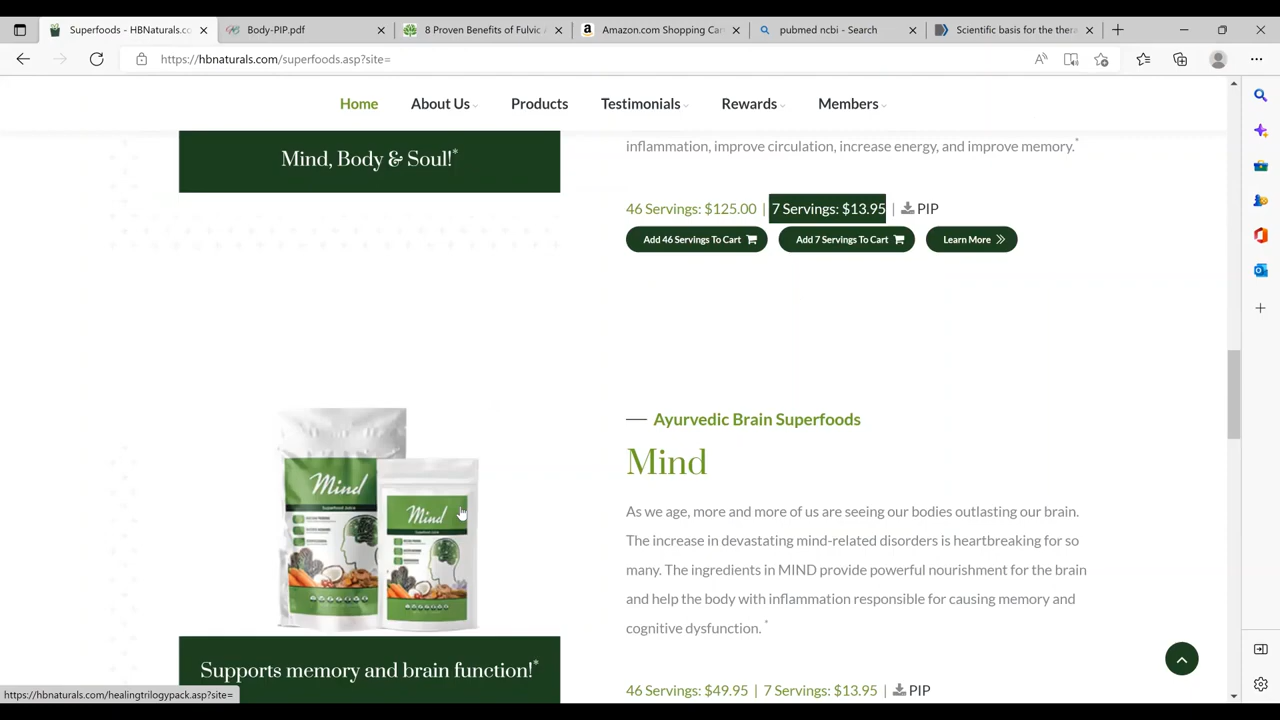 Superfoods - HBNaturals.co
Body-PIP.pdf
8 Proven Benefits of Fulvic A
Amazon.com Shopping Car
pubmed ncbi - Search
Scientific basis for the thera
https://hbnaturals.com/superfoods.asp?site=
Home
About Us
Products
Testimonials
Rewards
Members
Mind, Body & Soul!*
inflammation, improve circulation, increase energy, and improve memory.*
46 Servings: $125.00 | 7 Servings: $13.95 | PIP
Add 46 Servings To Cart
Add 7 Servings To Cart
Learn More
Mind
Mind
Ayurvedic Brain Superfoods
Mind
As we age, more and more of us are seeing our bodies outlasting our brain.
The increase in devastating mind-related disorders is heartbreaking for so
many. The ingredients in MIND provide powerful nourishment for the brain
and help the body with inflammation responsible for causing memory and
cognitive dysfunction. *
Supports memory and brain function!*
46 Servings: $49.95 | 7 Servings: $13.95 | PIP
https://hbnaturals.com/healingtrilogypack.asp?site=